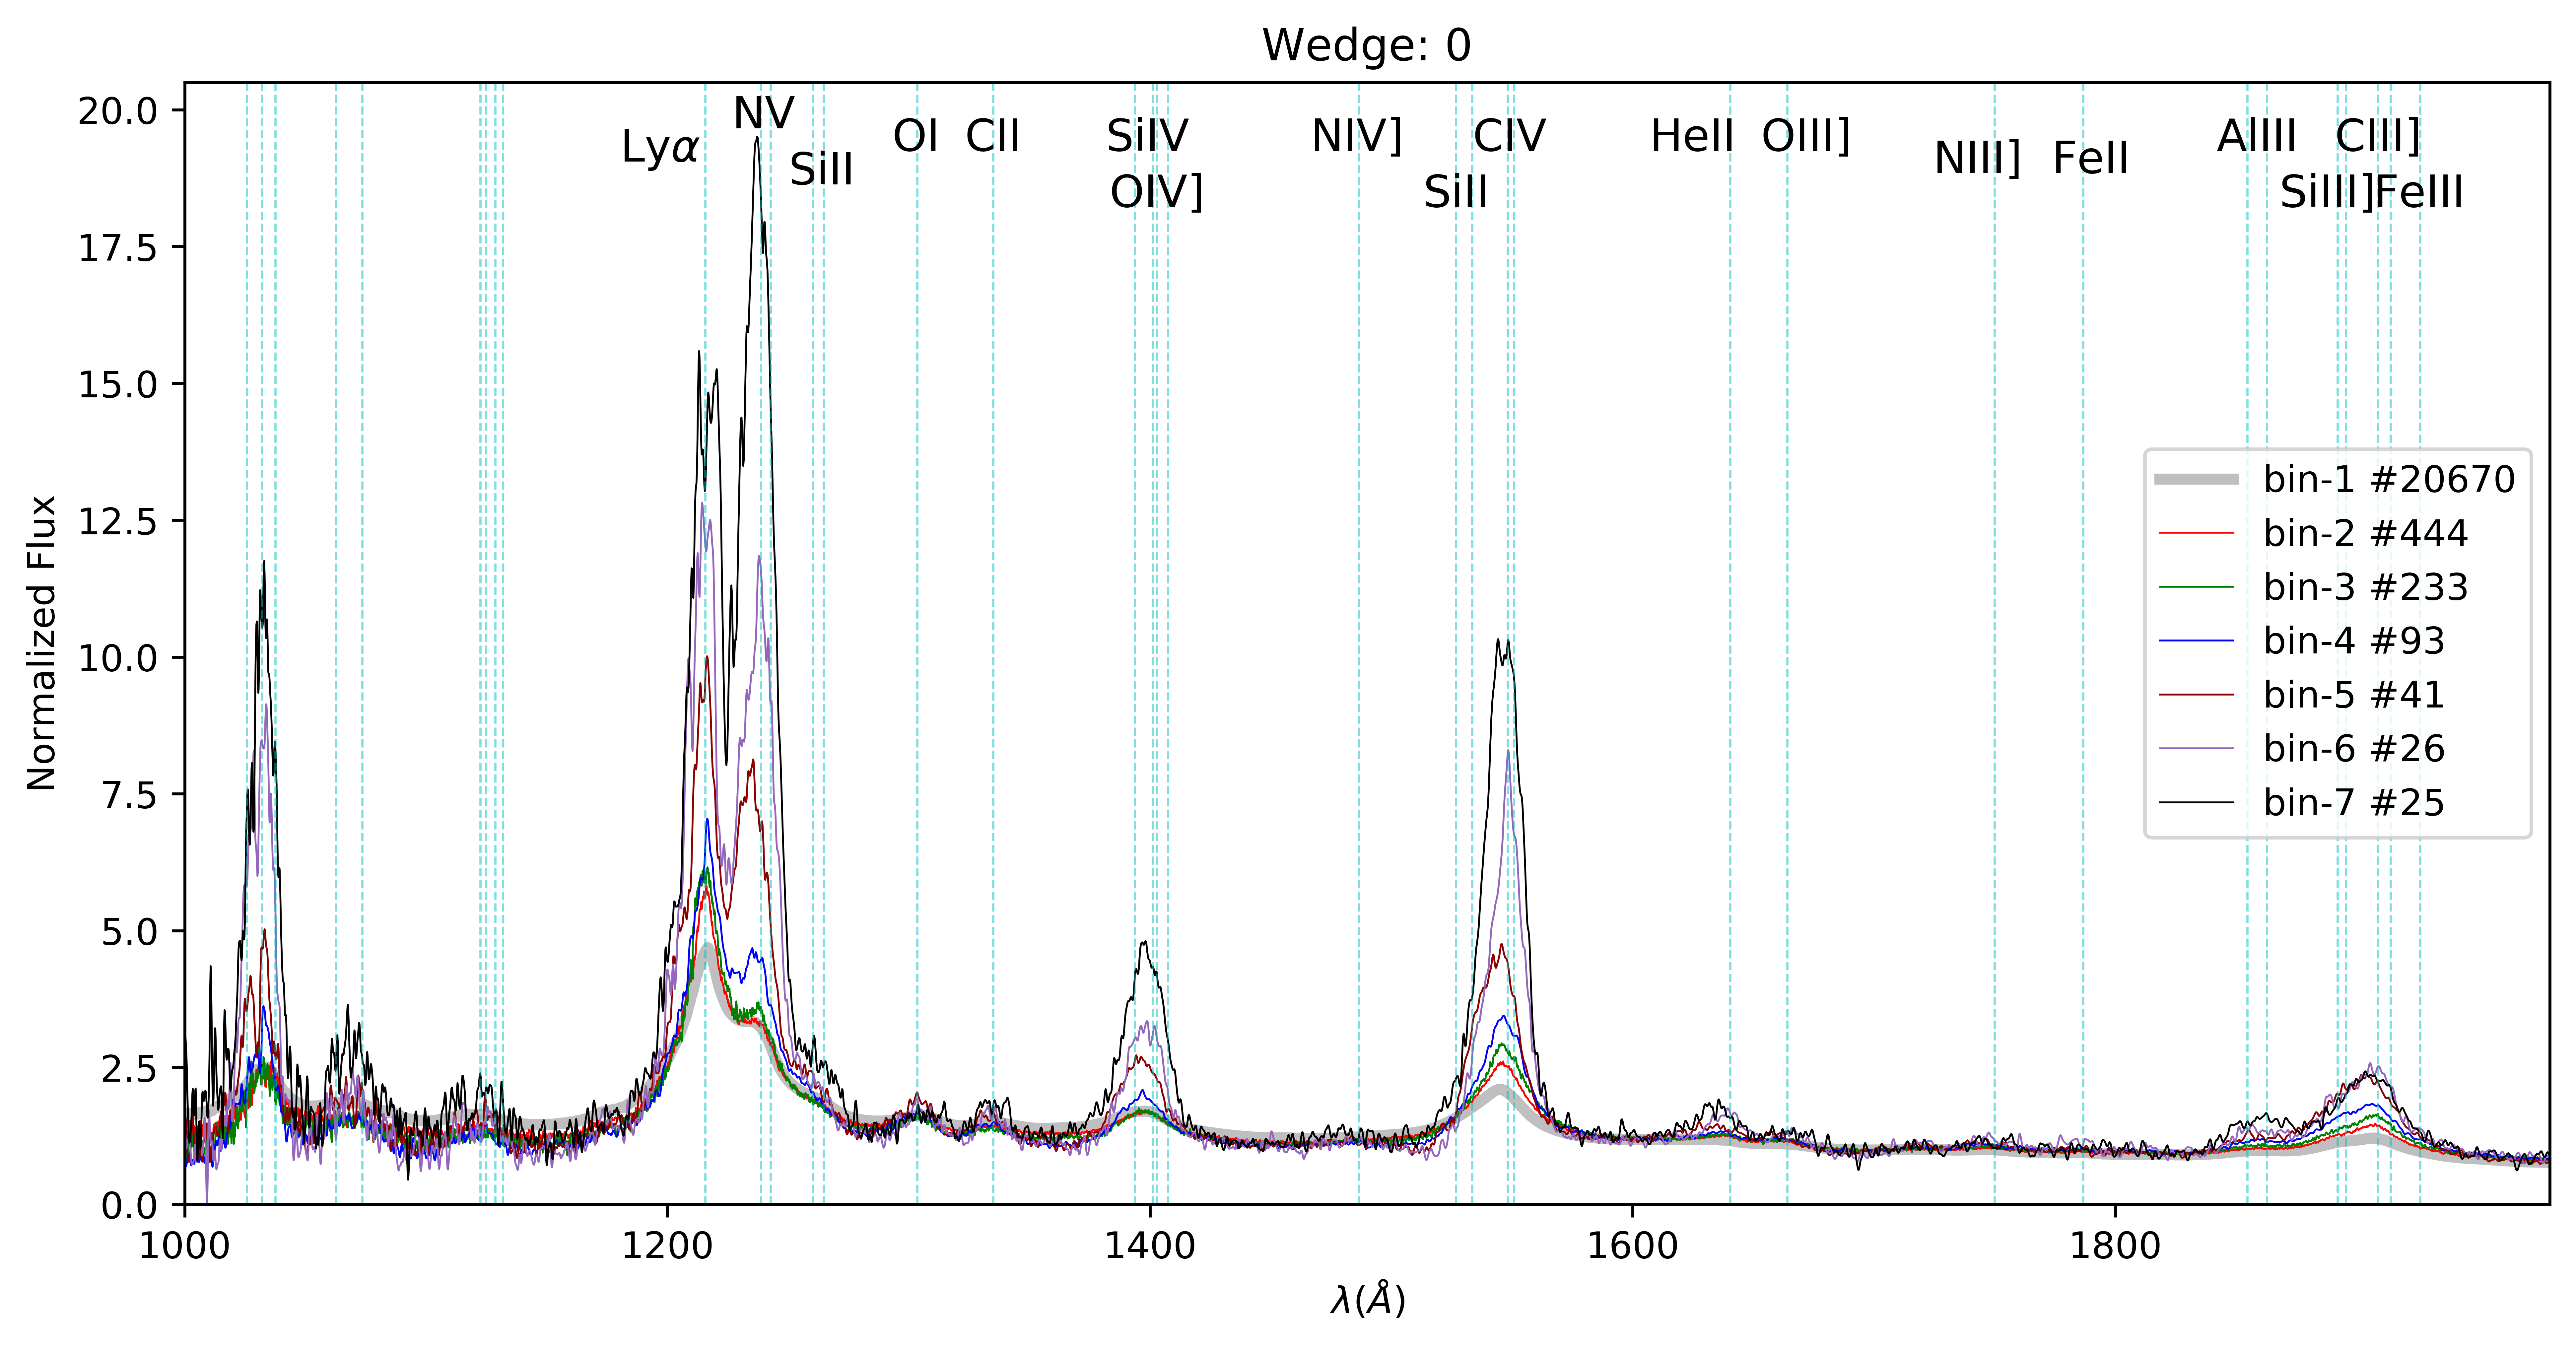 Wedge: 0
Normalized Flux
20.0
17.5
15.0
12.5
10.0
7.5
5.0
2.5
0.0
Lyα
NV
SiII
OI
CII
SiIV
OIV]
NIV]
SiII
CIV
HeII
OIII]
NIII]
FeII
AlIII
SiIII]
CIII]
FeIII
bin-1 #20670
bin-2 #444
bin-3 #233
bin-4 #93
bin-5 #41
bin-6 #26
bin-7 #25
1000
1200
1400
1600
1800
λ(Å)